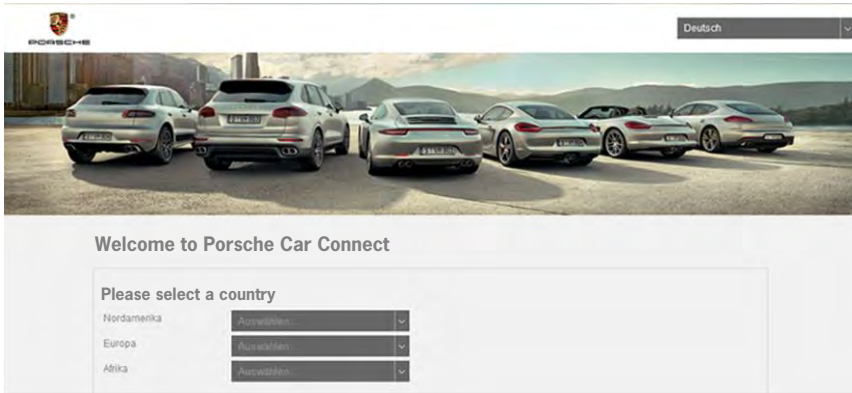 PORSCHE
Deutsch
Welcome to Porsche Car Connect
Please select a country
Nordamerika
Auswählen...
Europa
Auswählen...
Afrika
Auswählen...